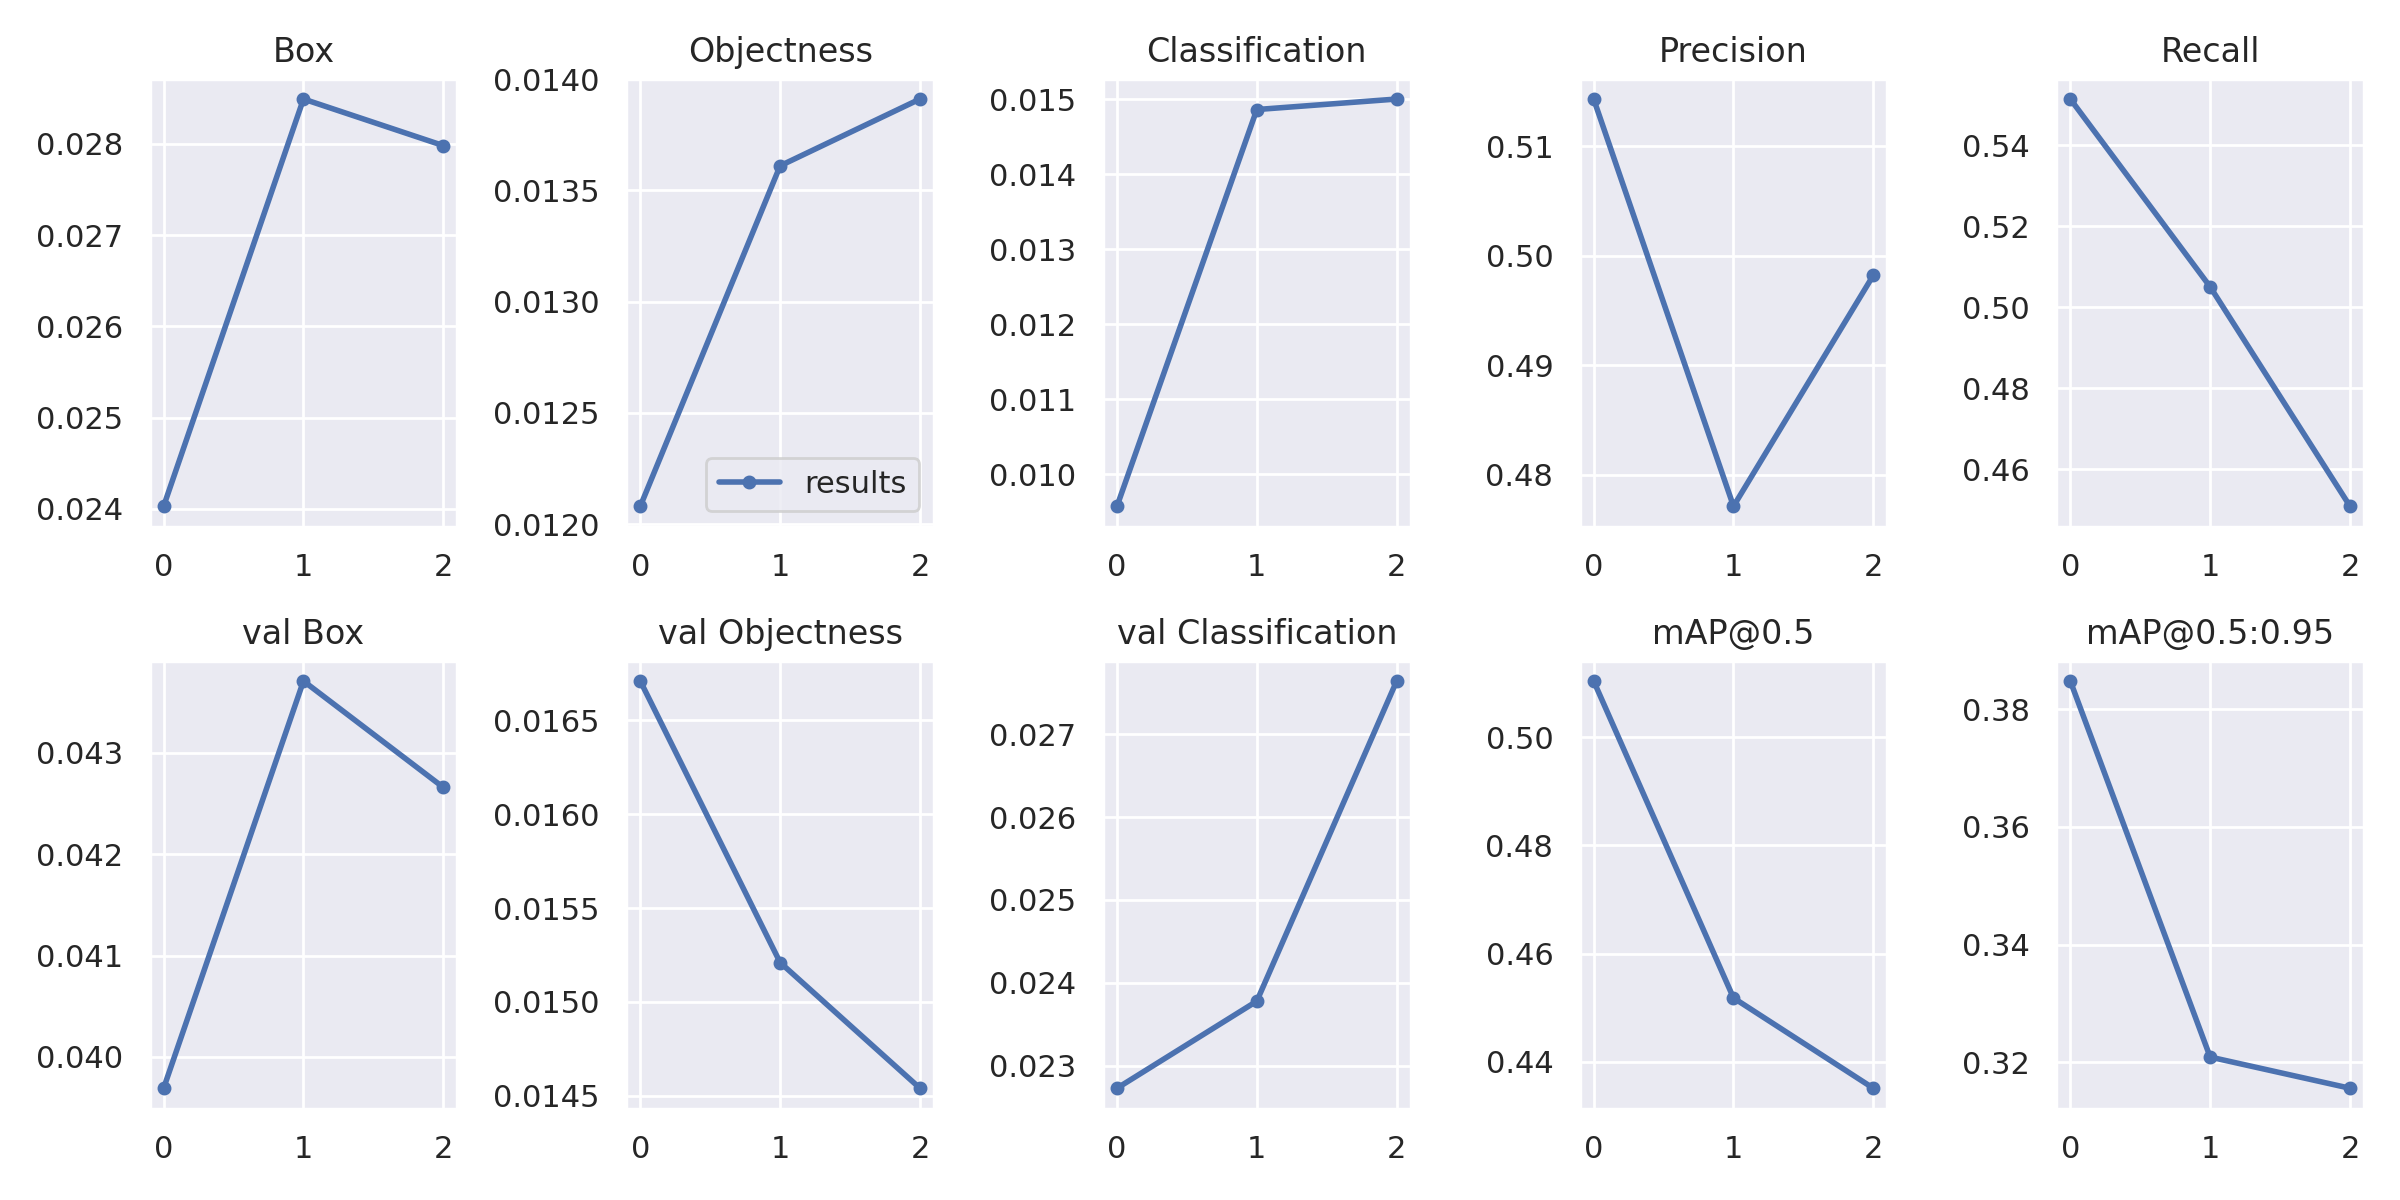 Box
0.028
0.027
0.026
0.025
0.024
0 1 2
Objectness
0.0140
0.0135
0.0130
0.0125
0.0120
results
0 1 2
Classification
0.015
0.014
0.013
0.012
0.011
0.010
0 1 2
Precision
0.51
0.50
0.49
0.48
0 1 2
Recall
0.54
0.52
0.50
0.48
0.46
0 1 2
val Box
0.043
0.042
0.041
0.040
0 1 2
val Objectness
0.0165
0.0160
0.0155
0.0150
0.0145
0 1 2
val Classification
0.027
0.026
0.025
0.024
0.023
0 1 2
mAP@0.5
0.50
0.48
0.46
0.44
0 1 2
mAP@0.5:0.95
0.38
0.36
0.34
0.32
0 1 2